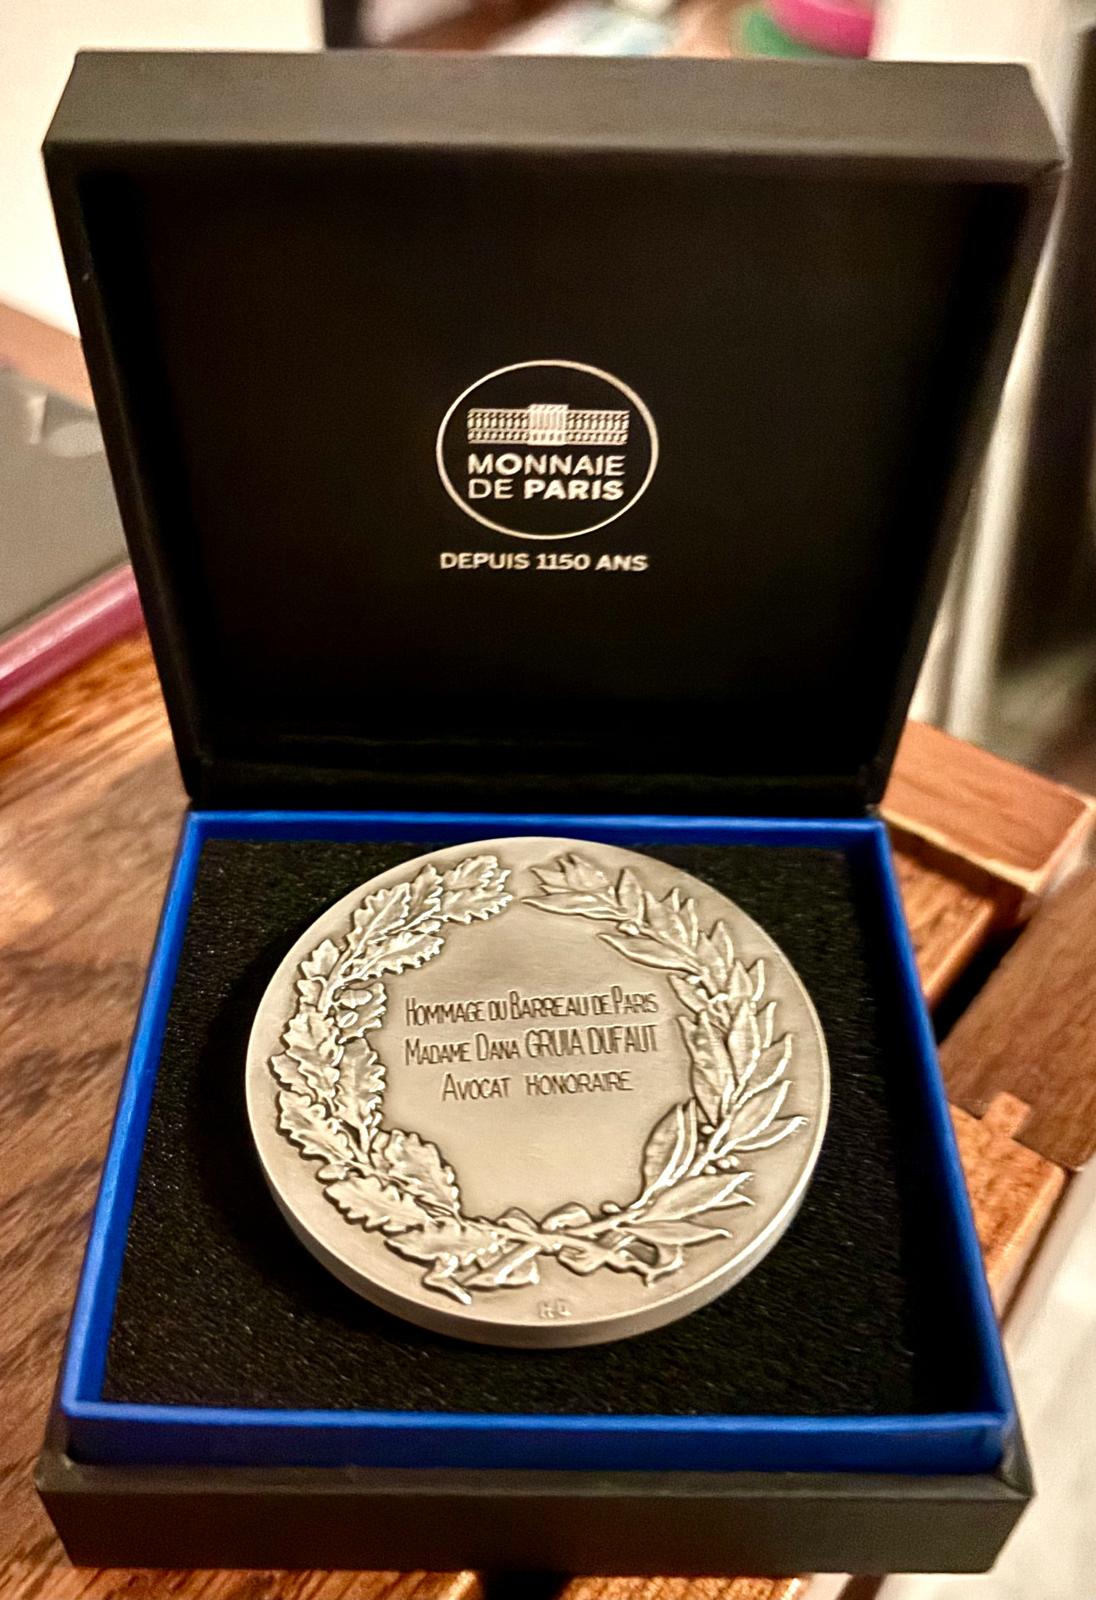 MONNAIE
DE PARIS
DEPUIS 1150 ANS
HOMMAGE DU BARREAU DE PARIS
MADAME DANA GRUIA DUFAUT
AVOCAT HONORAIRE